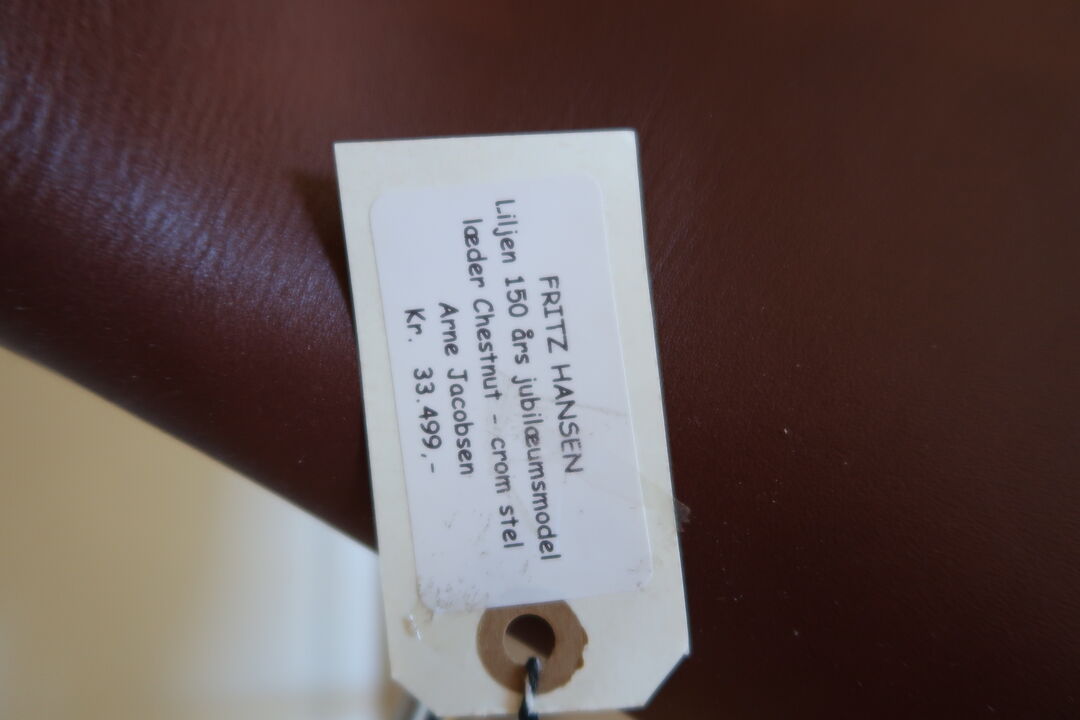 FRITZ HANSEN
Liljen 150 års jubilæumsmodel
læder Chestnut - crom stel
Arne Jacobsen
Kr. 33.499,-